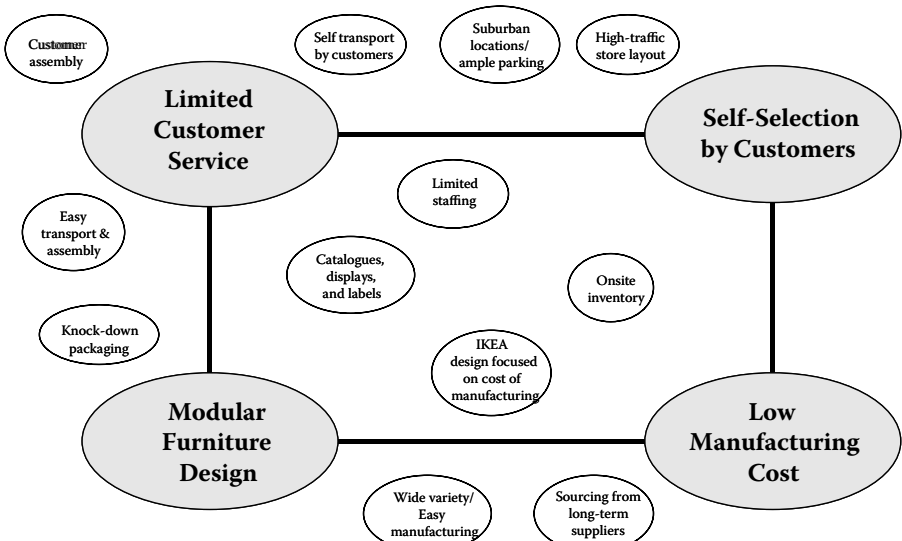 Customer
assembly
Self transport
by customers
Suburban
locations/
ample parking
High-traffic
store layout
Limited
Customer
Service
Self-Selection
by Customers
Limited
staffing
Easy
transport &
assembly
Catalogues,
displays,
and labels
Onsite
inventory
Knock-down
packaging
IKEA
design focused
on cost of
manufacturing
Modular
Furniture
Design
Low
Manufacturing
Cost
Wide variety/
Easy
manufacturing
Sourcing from
long-term
suppliers